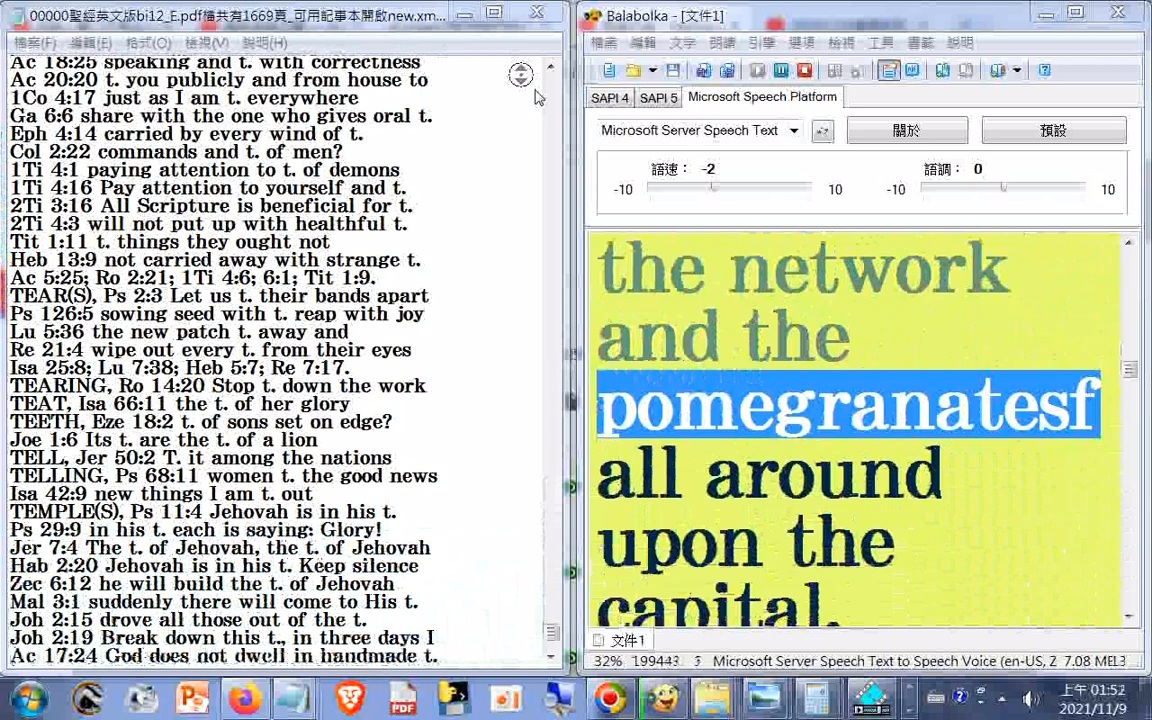 00000聖經英文版bi12_E.pdf檔共有1669頁_可用記事本開啟new.xm...
檔案(F) 編輯(E) 格式(O) 檢視(V) 說明(H)
Ac 18:25 speaking and t. with correctness
Ac 20:20 t. you publicly and from house to
1Co 4:17 just as I am t. everywhere
Ga 6:6 share with the one who gives oral t.
Eph 4:14 carried by every wind of t.
Col 2:22 commands and t. of men?
1Ti 4:1 paying attention to t. of demons
1Ti 4:16 Pay attention to yourself and t.
2Ti 3:16 All Scripture is beneficial for t.
2Ti 4:3 will not put up with healthful t.
Tit 1:11 t. things they ought not
Heb 13:9 not carried away with strange t.
Ac 5:25; Ro 2:21; 1Ti 4:6; 6:1; Tit 1:9.
TEAR(S), Ps 2:3 Let us t. their bands apart
Ps 126:5 sowing seed with t. reap with joy
Lu 5:36 the new patch t. away and
Re 21:4 wipe out every t. from their eyes
Isa 25:8; Lu 7:38; Heb 5:7; Re 7:17.
TEARING, Ro 14:20 Stop t. down the work
TEAT, Isa 66:11 the t. of her glory
TEETH, Eze 18:2 t. of sons set on edge?
Joe 1:6 Its t. are the t. of a lion
TELL, Jer 50:2 T. it among the nations
TELLING, Ps 68:11 women t. the good news
Isa 42:9 new things I am t. out
TEMPLE(S), Ps 11:4 Jehovah is in his t.
Ps 29:9 in his t. each is saying: Glory!
Jer 7:4 The t. of Jehovah, the t. of Jehovah
Hab 2:20 Jehovah is in his t. Keep silence
Zec 6:12 he will build the t. of Jehovah
Mal 3:1 suddenly there will come to His t.
Joh 2:15 drove all those out of the t.
Joh 2:19 Break down this t., in three days I
Ac 17:24 God does not dwell in handmade t.
Balabolka - [文件1]
檔案 編輯 文字 朗讀 引擎 選項 檢視 工具 書籤 說明
SAPI 4 SAPI 5 Microsoft Speech Platform
Microsoft Server Speech Text 關於 預設
語速： -2 語調： 0
-10 10 -10 10
the network
and the
pomegranatesf
all around
upon the
capital.
文件1
32% 199443 Microsoft Server Speech Text to Speech Voice (en-US, 2 7.08 MEL3
PDF
上午 01:52
2021/11/9